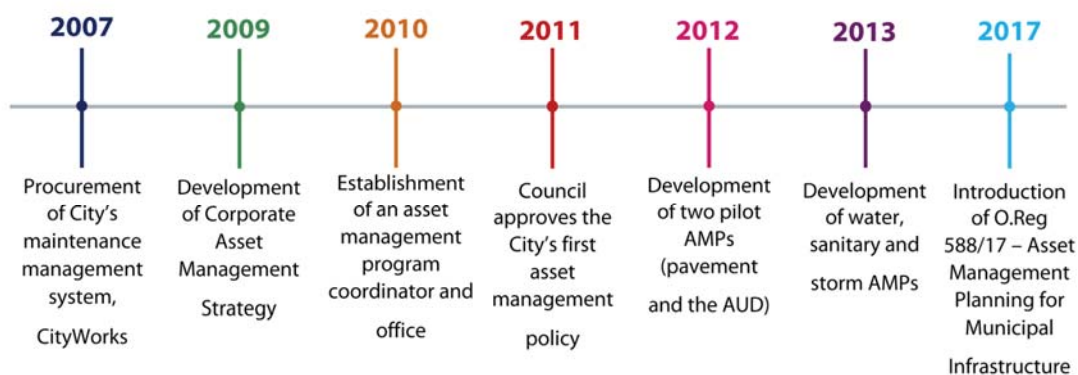 2007
2009
2010
2011
2012
2013
2017
Procurement
of City's
maintenance
management
system,
CityWorks
Development
of Corporate
Asset
Management
Strategy
Establishment
of an asset
management
program
coordinator and
office
Council
approves the
City's first
asset
management
policy
Development
of two pilot
AMPs
(pavement
and the AUD)
Development
of water,
sanitary and
storm AMPs
Introduction
of O.Reg
588/17 – Asset
Management
Planning for
Municipal
Infrastructure